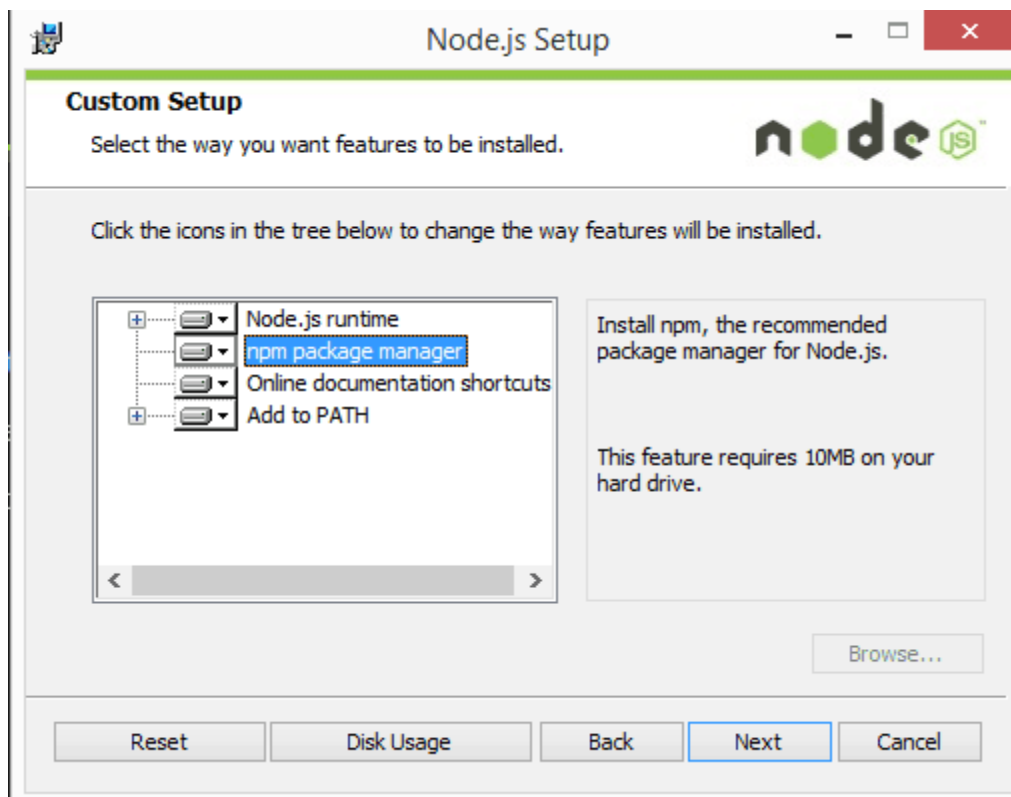 Node.js Setup
Custom Setup
Select the way you want features to be installed.
node JS™
Click the icons in the tree below to change the way features will be installed.
Node.js runtime
npm package manager
Online documentation shortcuts
Add to PATH
Install npm, the recommended
package manager for Node.js.
This feature requires 10MB on your
hard drive.
Browse...
Reset
Disk Usage
Back
Next
Cancel